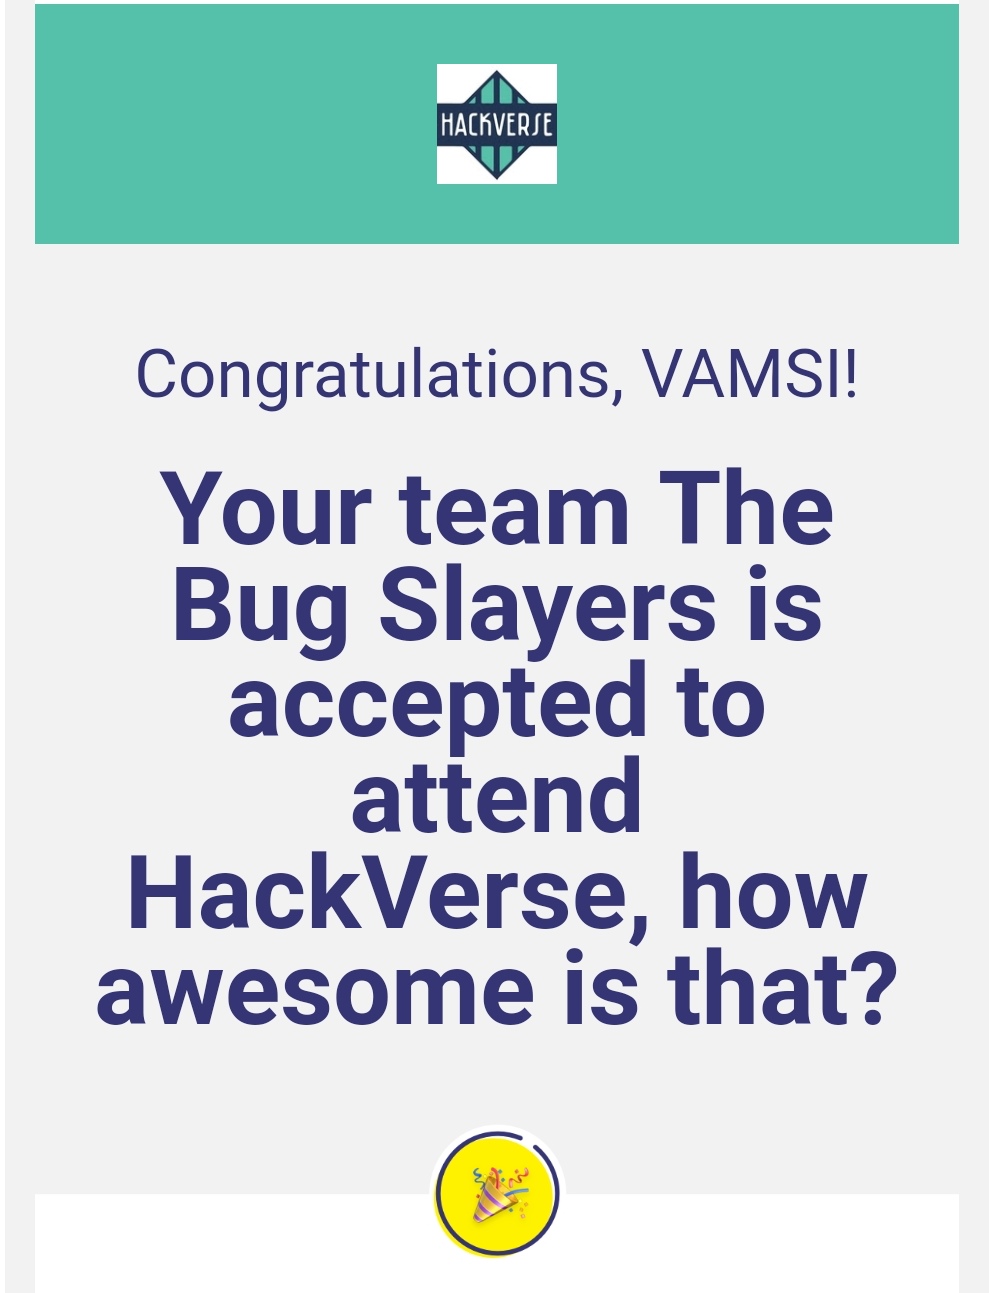 HACKVERSE
Congratulations, VAMSI!
Your team The
Bug Slayers is
accepted to
attend
HackVerse, how
awesome is that?